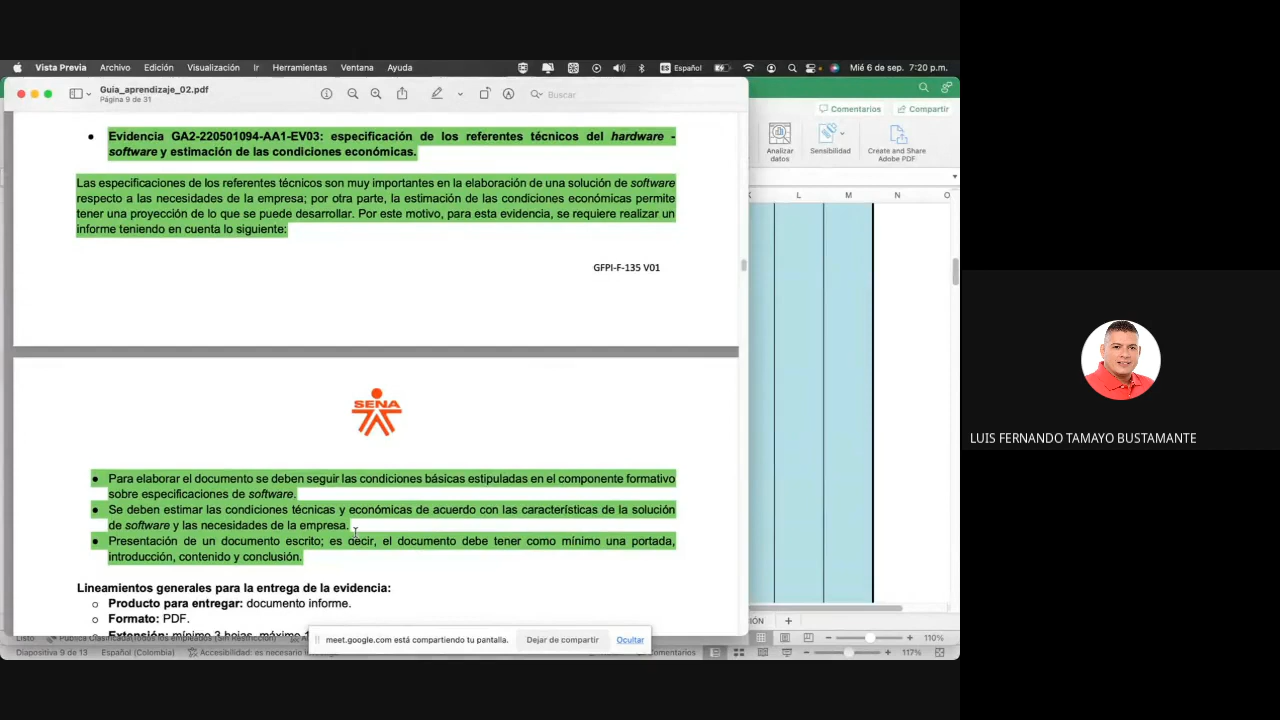 Vista Previa Archivo Edición Visualización Ir Herramientas Ventana Ayuda
Español Mié 6 de sep. 7:20 p.m.
Guia_aprendizaje_02.pdf
Página 9 de 31
Buscar
Comentarios Compartir
Analizar datos
Sensibilidad
Create and Share Adobe PDF
L M N O
• Evidencia GA2-220501094-AA1-EV03: especificación de los referentes técnicos del hardware -
software y estimación de las condiciones económicas.
Las especificaciones de los referentes técnicos son muy importantes en la elaboración de una solución de software
respecto a las necesidades de la empresa; por otra parte, la estimación de las condiciones económicas permite
tener una proyección de lo que se puede desarrollar. Por este motivo, para esta evidencia, se requiere realizar un
informe teniendo en cuenta lo siguiente:
GFPI-F-135 V01
SENA
• Para elaborar el documento se deben seguir las condiciones básicas estipuladas en el componente formativo
sobre especificaciones de software.
• Se deben estimar las condiciones técnicas y económicas de acuerdo con las características de la solución
de software y las necesidades de la empresa.
• Presentación de un documento escrito; es decir, el documento debe tener como mínimo una portada,
introducción, contenido y conclusión.
Lineamientos generales para la entrega de la evidencia:
o Producto para entregar: documento informe.
o Formato: PDF.
meet.google.com está compartiendo tu pantalla. Dejar de compartir Ocultar
110%
Diapositiva 9 de 13 Español (Colombia) Accesibilidad: es necesario
117%
LUIS FERNANDO TAMAYO BUSTAMANTE